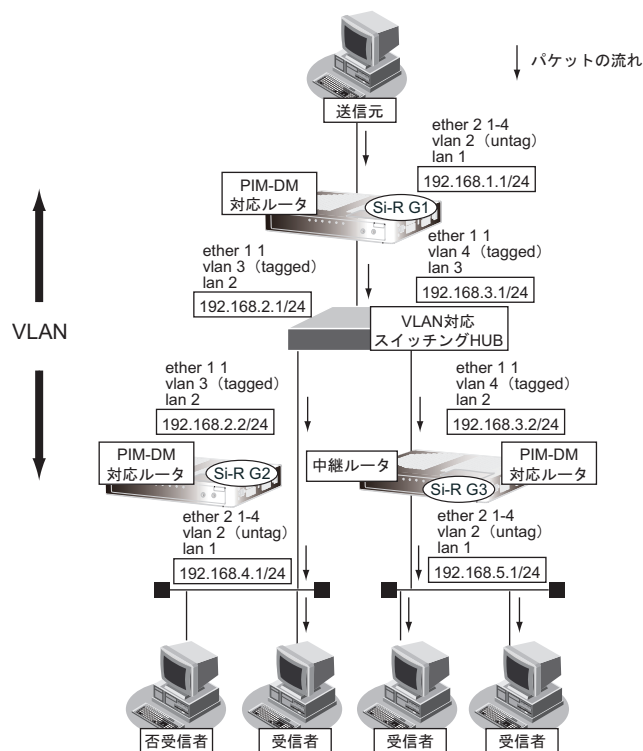 パケットの流れ
送信元
ether 2 1-4
vlan 2（untag）
lan 1
192.168.1.1/24
PIM-DM
対応ルータ
Si-R G1
ether 1 1
vlan 3（tagged）
lan 2
192.168.2.1/24
ether 1 1
vlan 4（tagged）
lan 3
192.168.3.1/24
VLAN
VLAN対応
スイッチングHUB
ether 1 1
vlan 3（tagged）
lan 2
192.168.2.2/24
ether 1 1
vlan 4（tagged）
lan 2
192.168.3.2/24
PIM-DM
対応ルータ
Si-R G2
中継ルータ
Si-R G3
PIM-DM
対応ルータ
ether 2 1-4
vlan 2（untag）
lan 1
192.168.4.1/24
ether 2 1-4
vlan 2（untag）
lan 1
192.168.5.1/24
否受信者
受信者
受信者
受信者